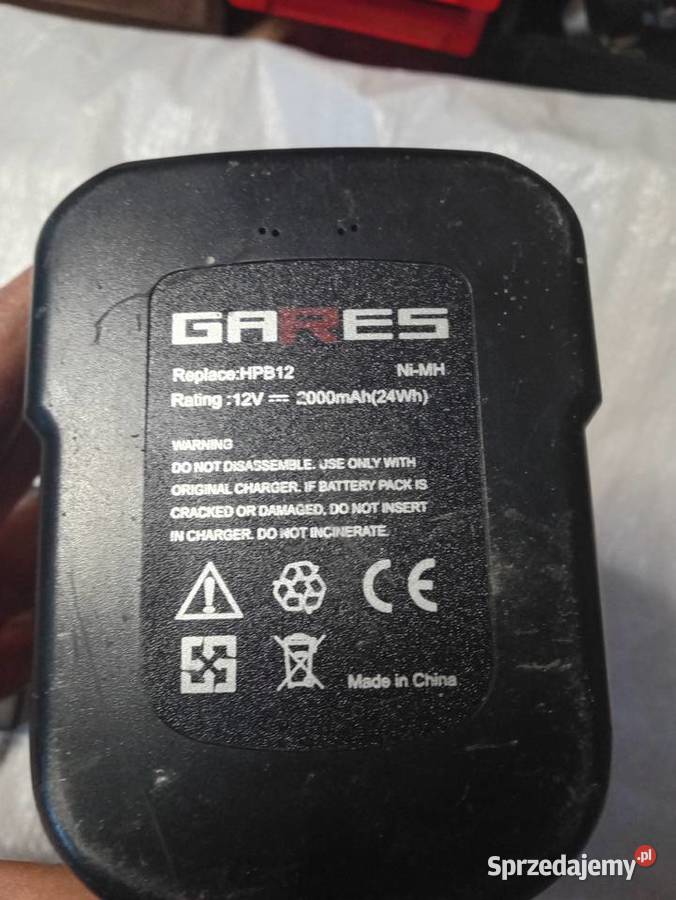 GARES
Replace:HPB12 Ni-MH
Rating :12V ⎓ 2000mAh(24Wh)
WARNING
DO NOT DISASSEMBLE. USE ONLY WITH
ORIGINAL CHARGER. IF BATTERY PACK IS
CRACKED OR DAMAGED, DO NOT INSERT
IN CHARGER. DO NOT INCINERATE.
CE
Made in China
Sprzedajemy.pl